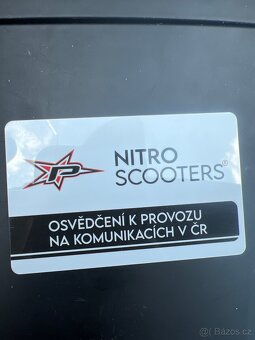 P
NITRO
SCOOTERS®
OSVĚDČENÍ K PROVOZU
NA KOMUNIKACÍCH V ČR
Bazoš.cz